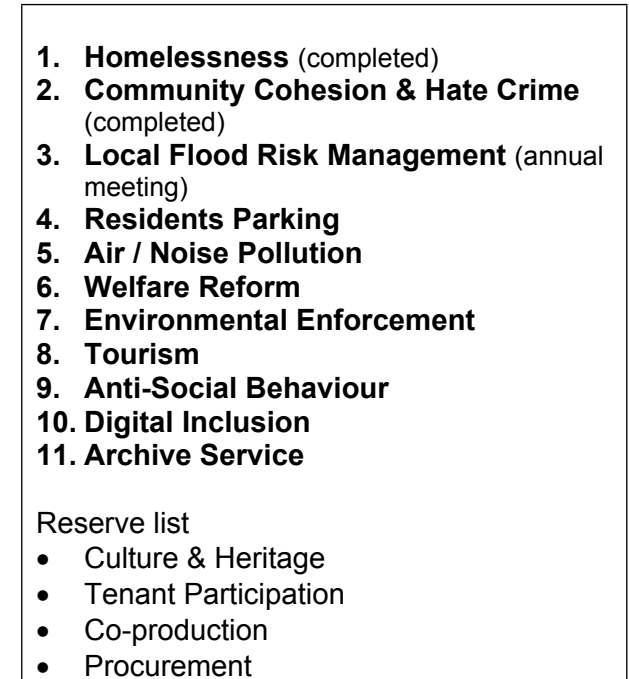 1. Homelessness (completed)
2. Community Cohesion & Hate Crime
(completed)
3. Local Flood Risk Management (annual
meeting)
4. Residents Parking
5. Air / Noise Pollution
6. Welfare Reform
7. Environmental Enforcement
8. Tourism
9. Anti-Social Behaviour
10. Digital Inclusion
11. Archive Service
Reserve list
• Culture & Heritage
• Tenant Participation
• Co-production
• Procurement